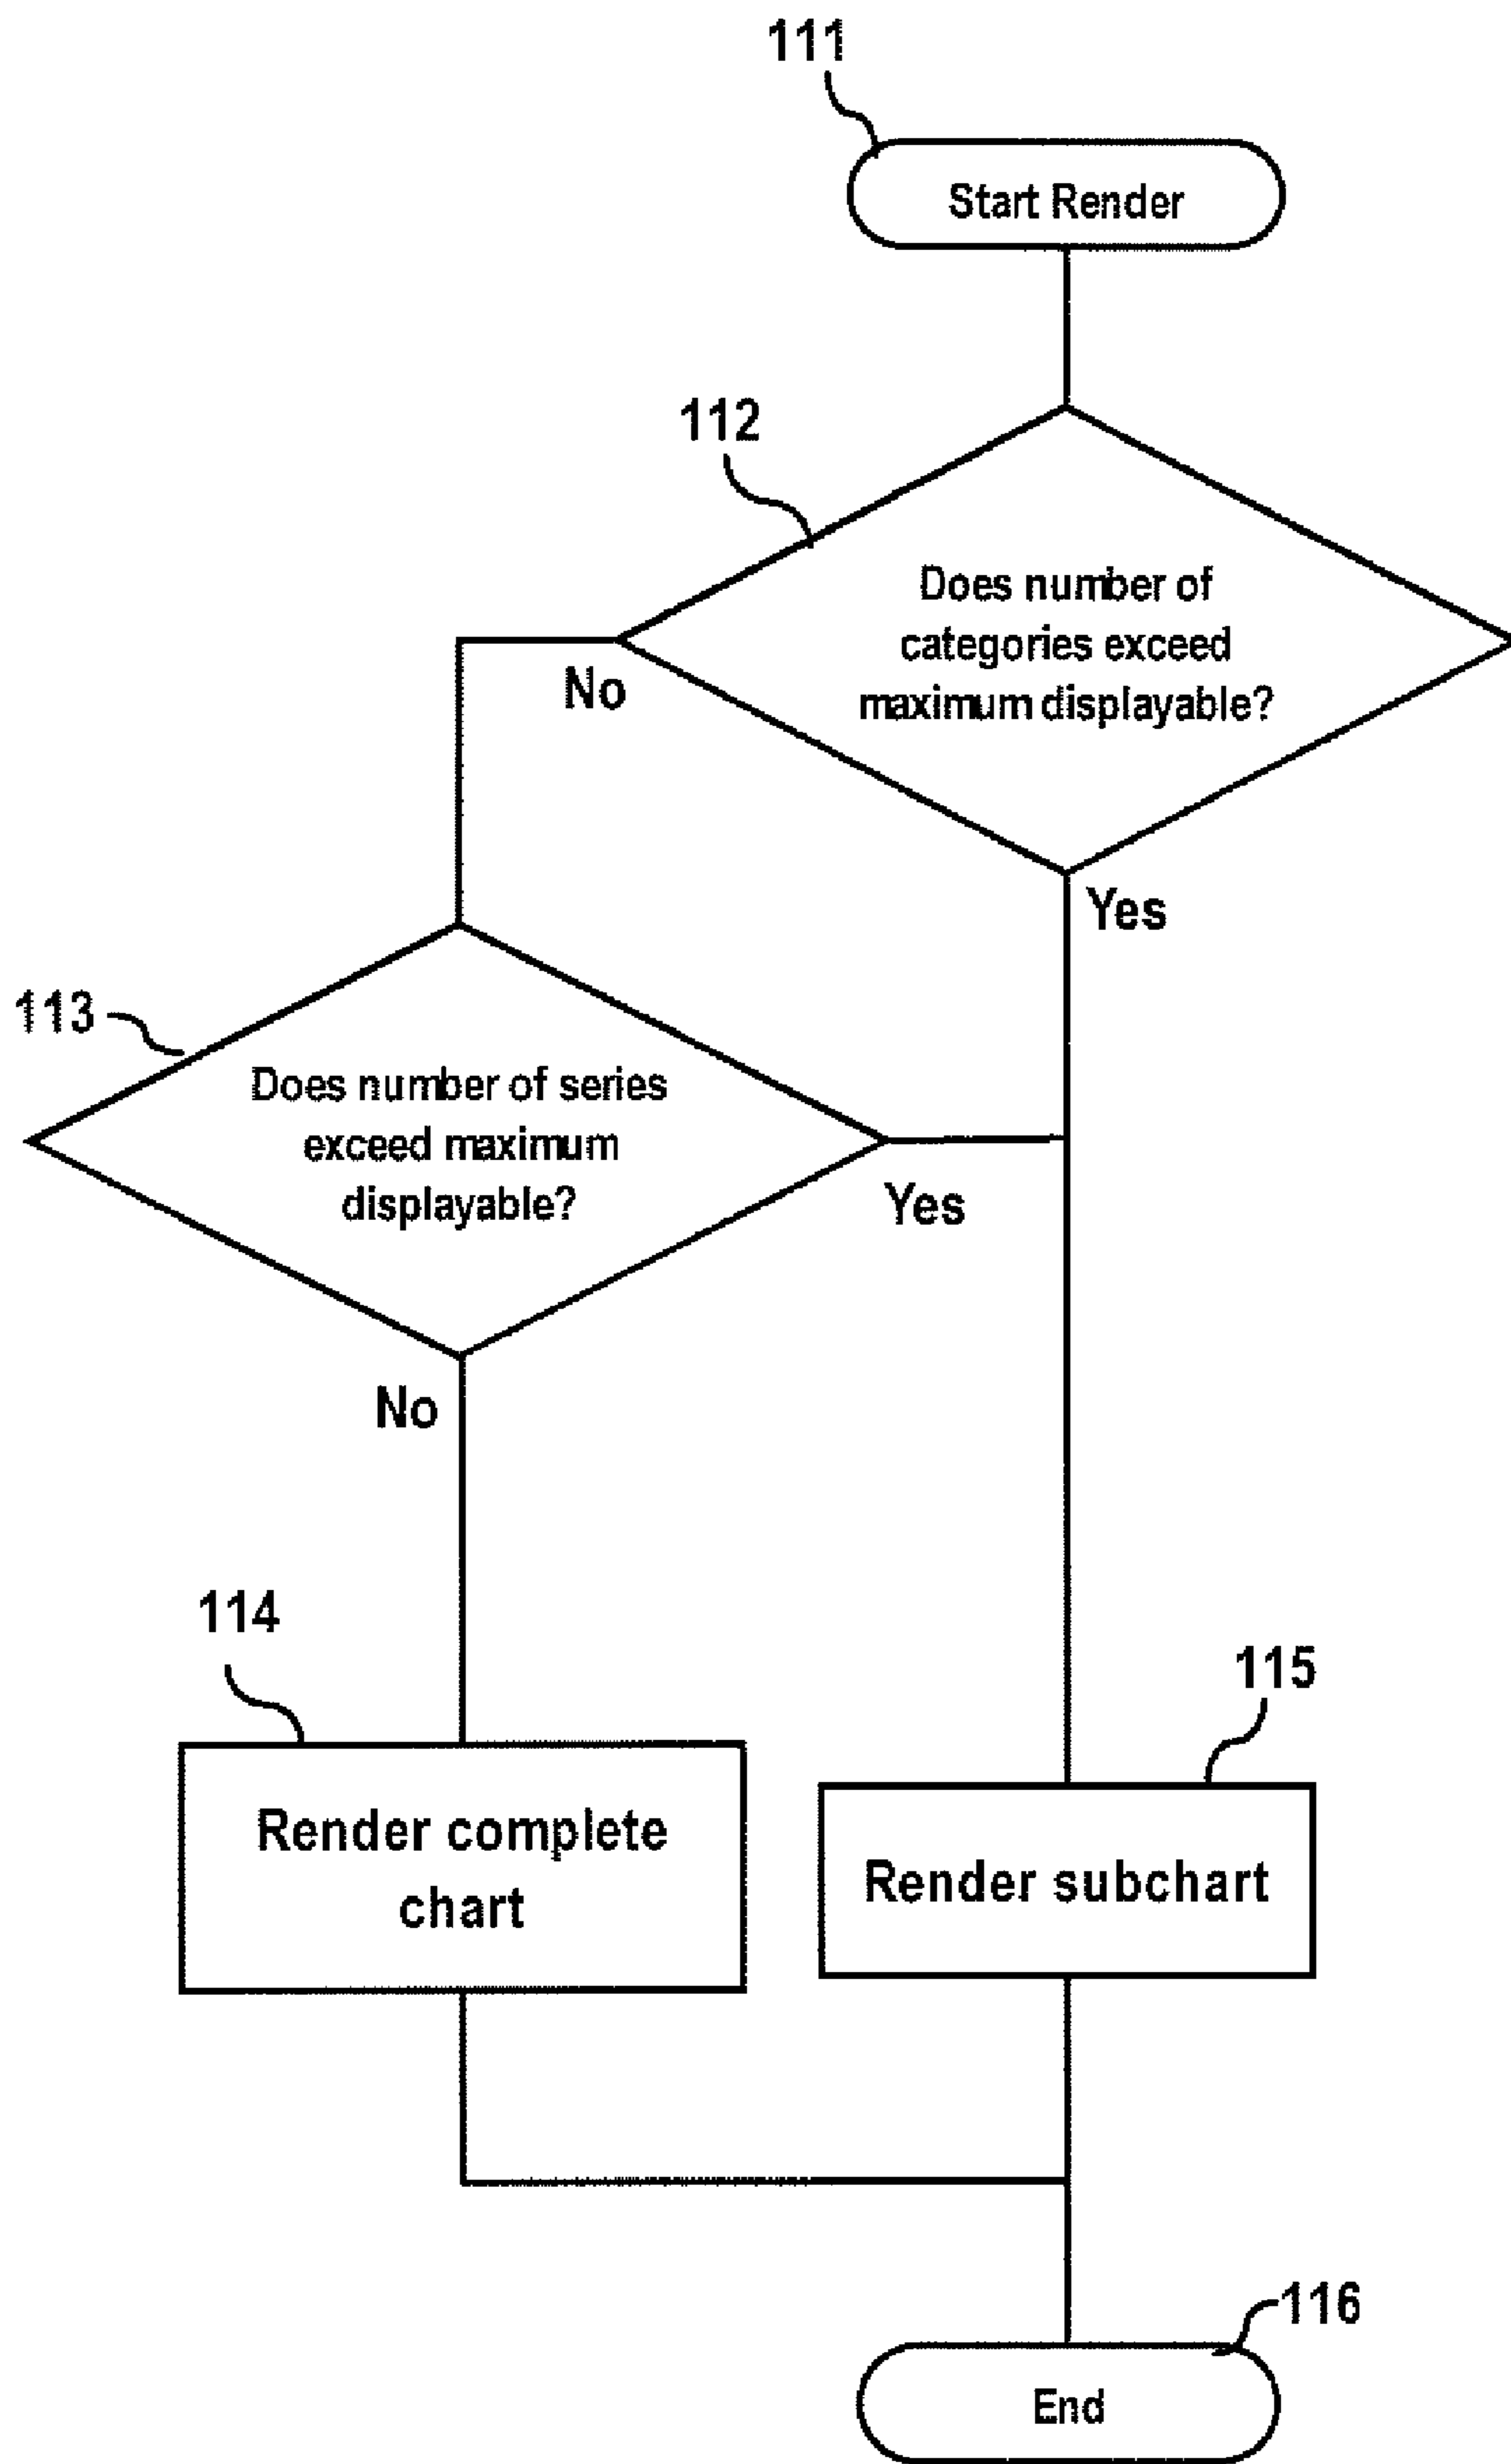 111
Start Render
112
Does number of
categories exceed
maximum displayable?
No
Yes
113
Does number of series
exceed maximum
displayable?
Yes
No
114
115
Render complete
chart
Render subchart
116
End